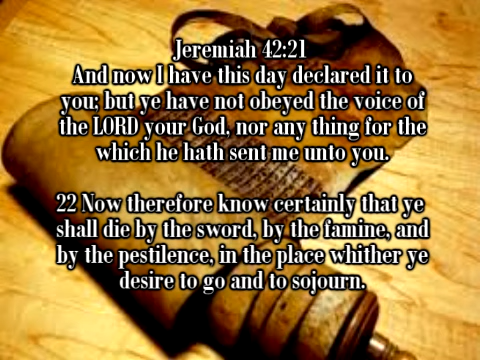 Jeremiah 42:21
And now I have this day declared it to
you; but ye have not obeyed the voice of
the LORD your God, nor any thing for the
which he hath sent me unto you.
22 Now therefore know certainly that ye
shall die by the sword, by the famine, and
by the pestilence, in the place whither ye
desire to go and to sojourn.